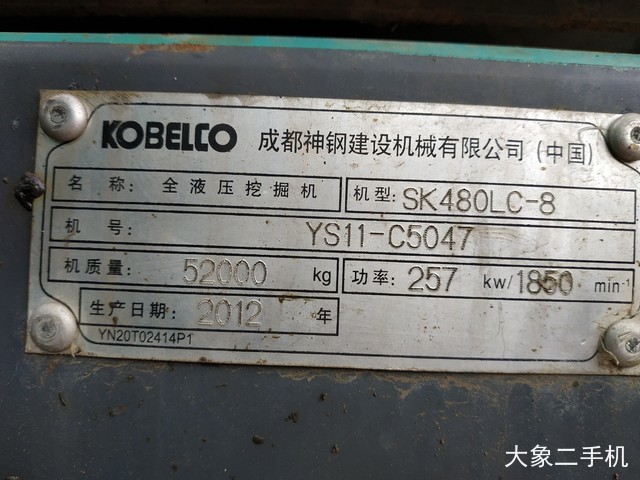 KOBELCO 成都神钢建设机械有限公司(中国)
名 称: 全液压挖掘机 机型: SK480LC-8
机 号: YS11-C5047
机质量: 52000 kg 功率: 257 kw/1850 min⁻¹
生产日期: 2012 年
YN20T02414P1
大象二手机